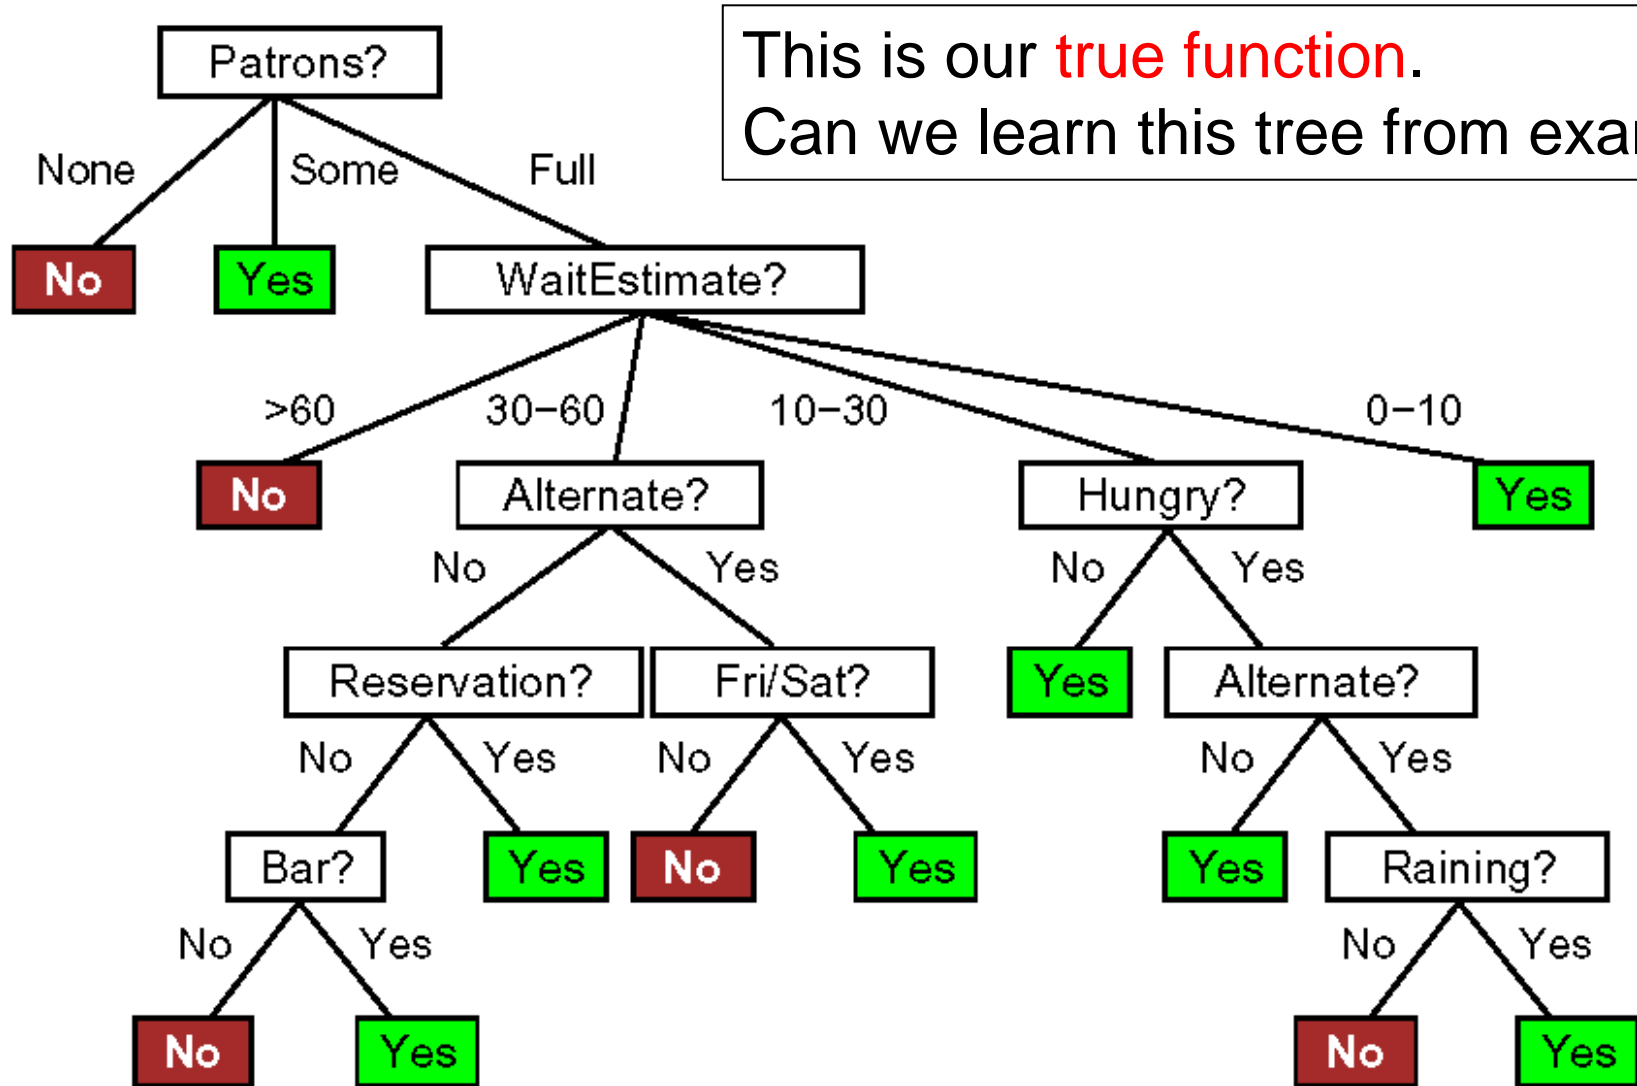 This is our true function.
Can we learn this tree from
Patrons?
None Some Full
No Yes WaitEstimate?
>60 30−60 10−30 0−10
No Alternate? Hungry? Yes
No Yes No Yes
Reservation? Fri/Sat? Yes Alternate?
No Yes No Yes No Yes
Bar? Yes No Yes Yes Raining?
No Yes No Yes
No Yes No Yes